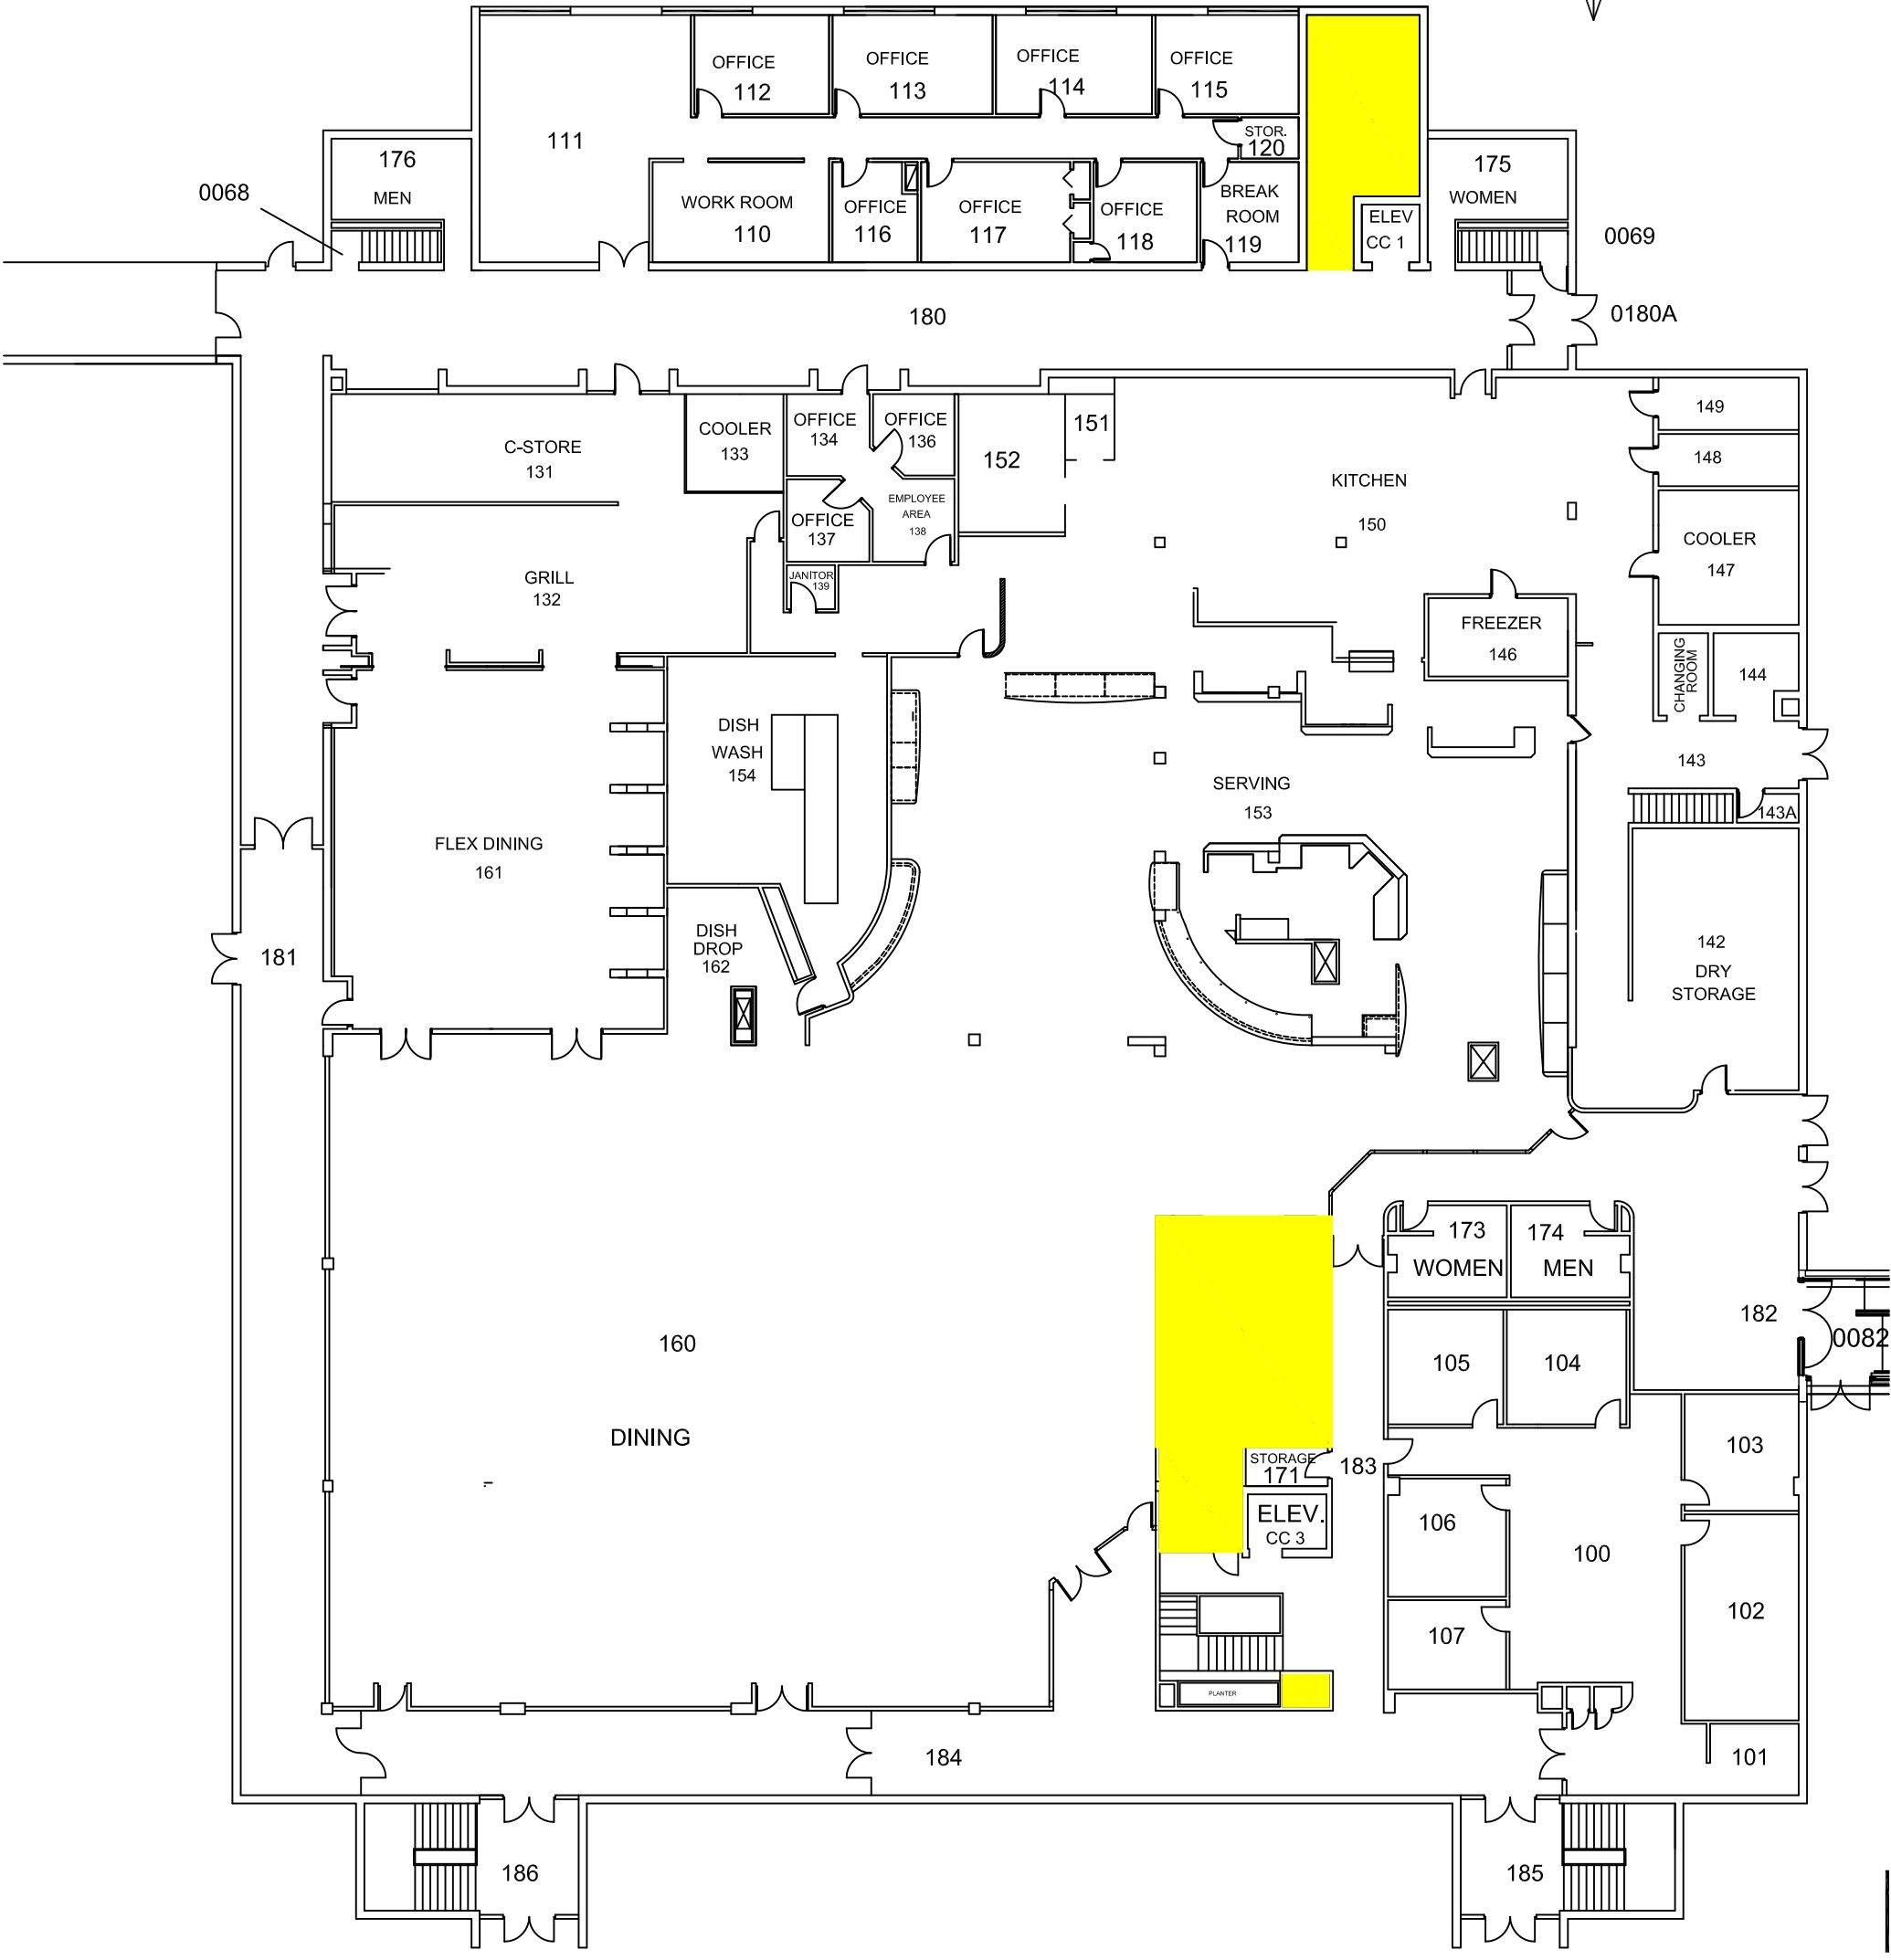 OFFICE
112
OFFICE
113
OFFICE
114
OFFICE
115
111
STOR.
120
176
MEN
0068
WORK ROOM
110
OFFICE
116
OFFICE
117
OFFICE
118
BREAK
ROOM
119
ELEV
CC 1
175
WOMEN
0069
180
0180A
C-STORE
131
COOLER
133
OFFICE
134
OFFICE
136
OFFICE
137
EMPLOYEE
AREA
138
JANITOR
139
152
151
KITCHEN
150
149
148
COOLER
147
GRILL
132
FREEZER
146
CHANGING
ROOM
144
143
143A
DISH
WASH
154
SERVING
153
FLEX DINING
161
DISH
DROP
162
181
142
DRY
STORAGE
173
WOMEN
174
MEN
182
0082
160
DINING
105
104
103
STORAGE
171
183
ELEV.
CC 3
106
100
102
107
PLANTER
184
101
186
185